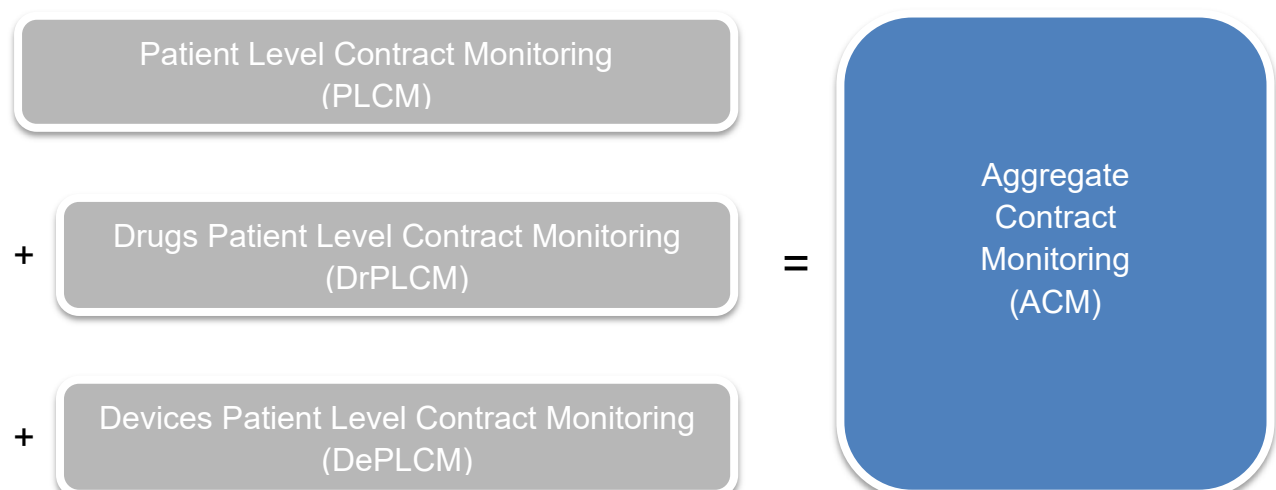 Patient Level Contract Monitoring
(PLCM)
+
Drugs Patient Level Contract Monitoring
(DrPLCM)
+
Devices Patient Level Contract Monitoring
(DePLCM)
=
Aggregate
Contract
Monitoring
(ACM)